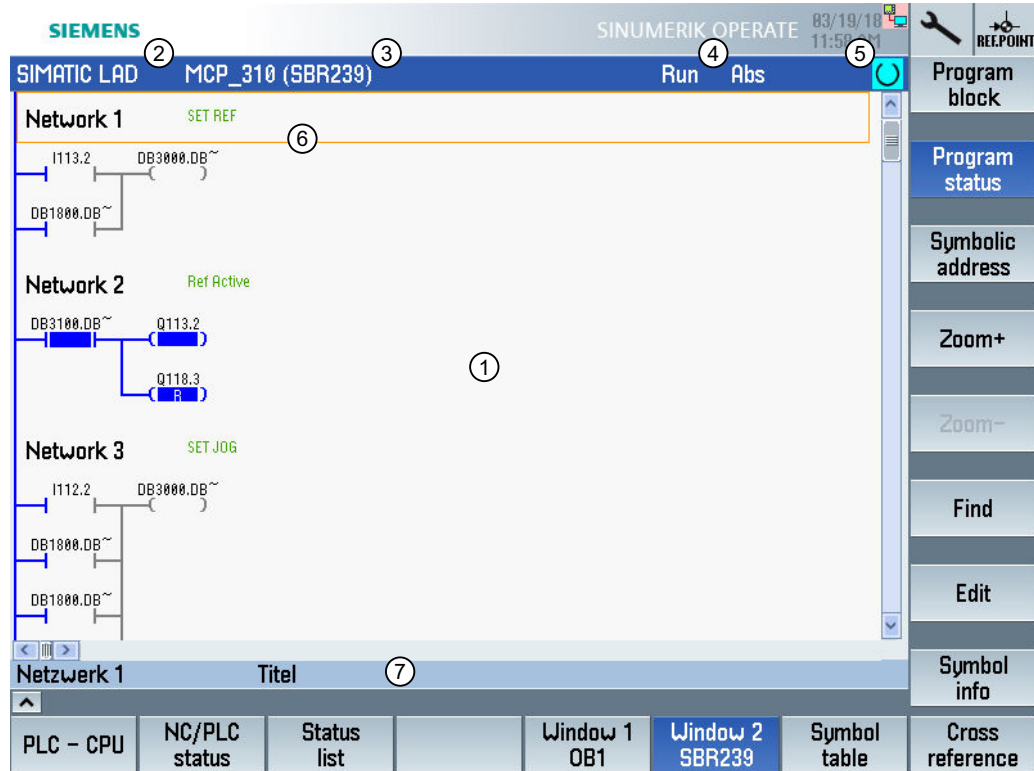 SIEMENS
SINUMERIK OPERATE
03/19/18
11:58 AM
REF.POINT
②
③
④
⑤
SIMATIC LAD
MCP_310 (SBR239)
Run
Abs
Program
block
Network 1
SET REF
⑥
I113.2
DB3000.DB~
DB1800.DB~
Program
status
Symbolic
address
Network 2
Ref Active
DB3100.DB~
Q113.2
Q118.3
R
①
Zoom+
Zoom-
Network 3
SET JOG
I112.2
DB3000.DB~
DB1800.DB~
DB1800.DB~
Find
Edit
Netzwerk 1
Titel
⑦
Symbol
info
PLC - CPU
NC/PLC
status
Status
list
Window 1
OB1
Window 2
SBR239
Symbol
table
Cross
reference